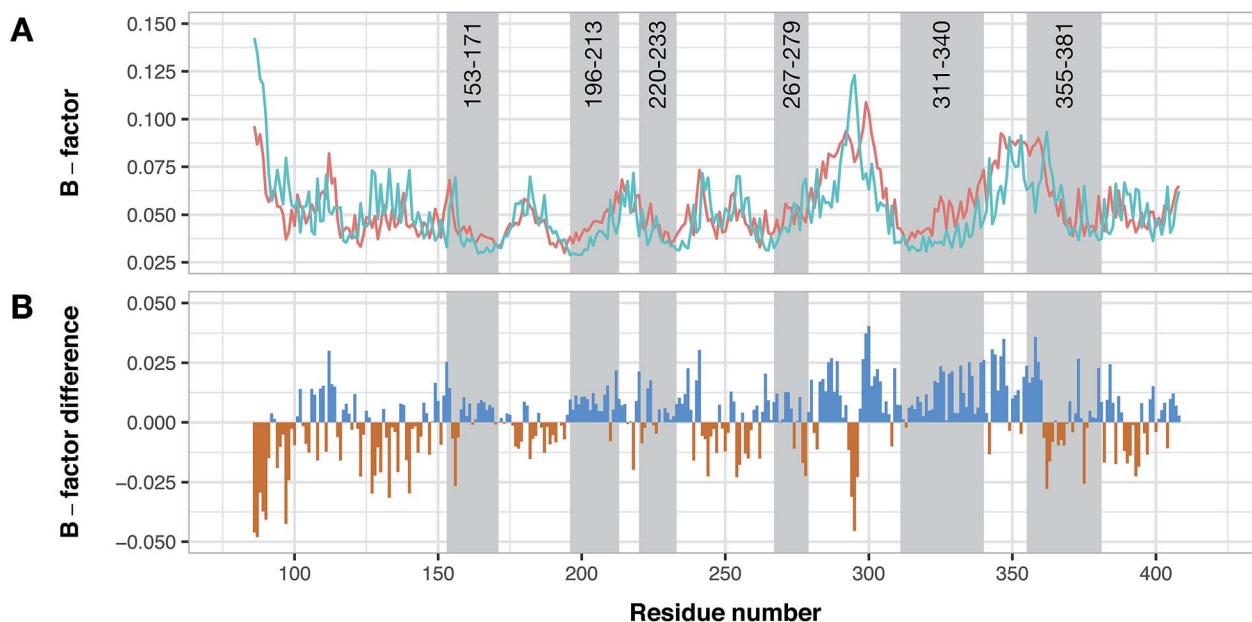 A
B – factor
0.150
0.125
0.100
0.075
0.050
0.025
153-171
196-213
220-233
267-279
311-340
355-381
B
B – factor difference
0.050
0.025
0.000
−0.025
−0.050
100 150 200 250 300 350 400
Residue number